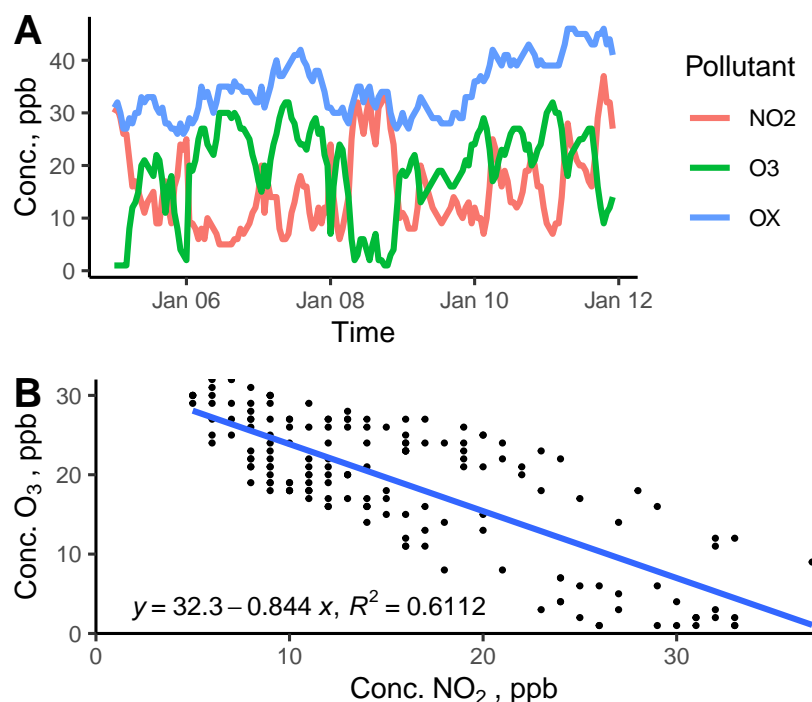 A
Conc., ppb
40
30
20
10
0
Jan 06
Jan 08
Jan 10
Jan 12
Time
Pollutant
NO2
O3
OX
B
Conc. O₃ , ppb
30
20
10
0
y = 32.3 – 0.844 x, R² = 0.6112
0
10
20
30
Conc. NO₂ , ppb